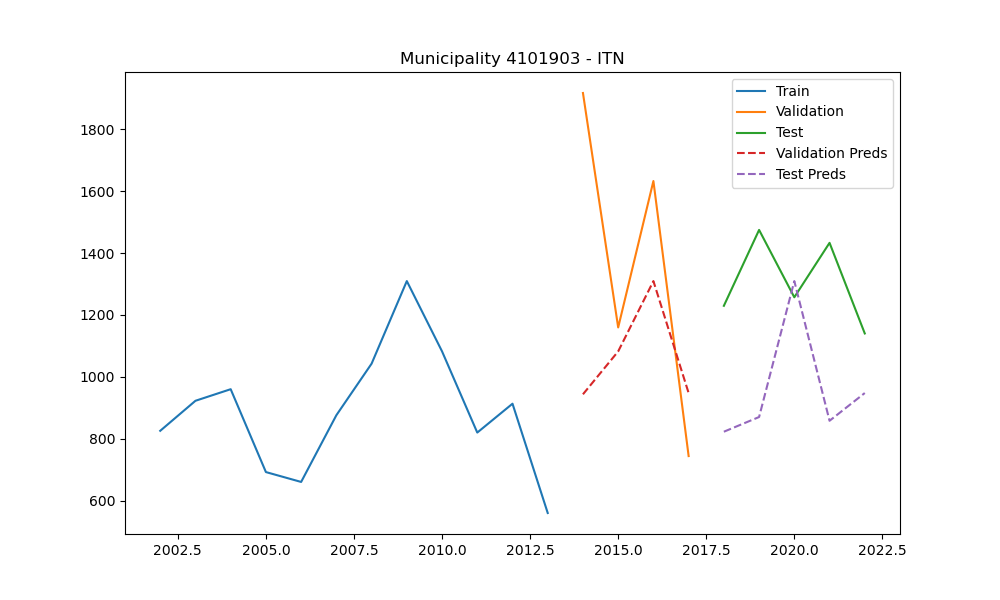 Municipality 4101903 - ITN
Train
Validation
Test
Validation Preds
Test Preds
1800
1600
1400
1200
1000
800
600
2002.5 2005.0 2007.5 2010.0 2012.5 2015.0 2017.5 2020.0 2022.5